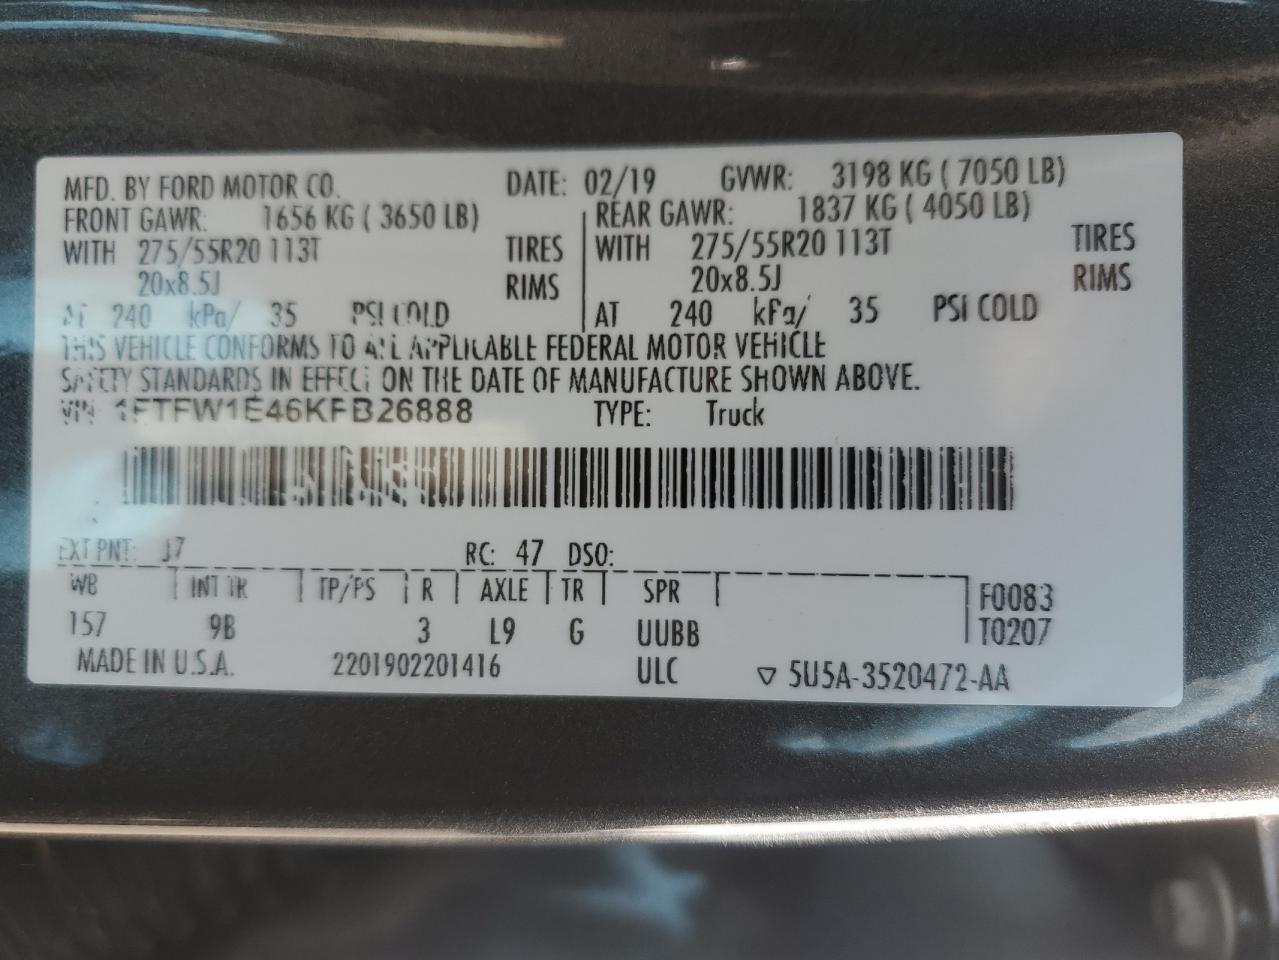 MFD. BY FORD MOTOR CO. DATE: 02/19 GVWR: 3198 KG ( 7050 LB)
FRONT GAWR: 1656 KG ( 3650 LB) REAR GAWR: 1837 KG ( 4050 LB)
WITH 275/55R20 113T TIRES WITH 275/55R20 113T TIRES
20x8.5J RIMS 20x8.5J RIMS
AT 240 kPa/ 35 PSI COLD AT 240 kPa/ 35 PSI COLD
THIS VEHICLE CONFORMS TO ALL APPLICABLE FEDERAL MOTOR VEHICLE
SAFETY STANDARDS IN EFFECT ON THE DATE OF MANUFACTURE SHOWN ABOVE.
VIN: 1FTFW1E46KFB26888 TYPE: Truck
EXT PNT: J7 RC: 47 DSO:
WB INT TR TP/PS R AXLE TR SPR F0083
157 9B 3 L9 G UUBB T0207
MADE IN U.S.A. 2201902201416 ULC ▽ 5U5A-3520472-AA